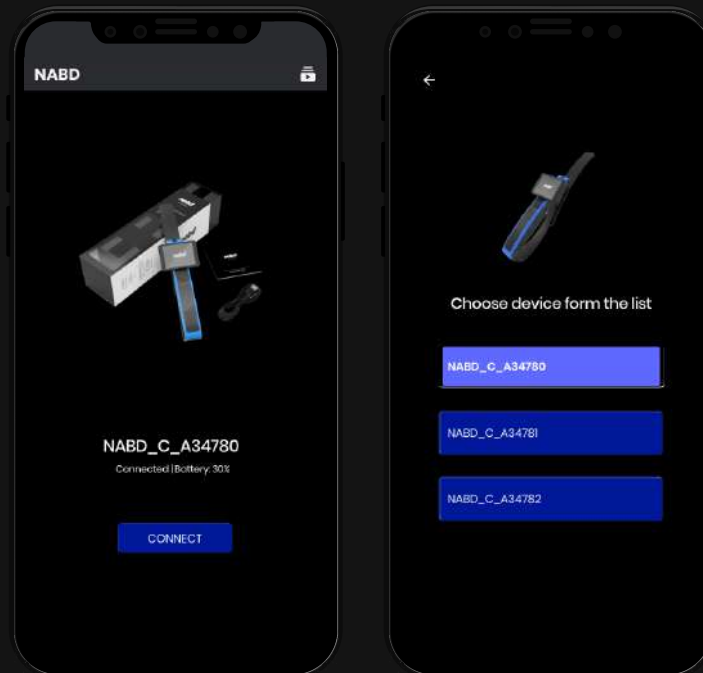 NABD
NABD_C_A34780
Connected | Battery: 30%
CONNECT
Choose device form the list
NABD_C_A34780
NABD_C_A34781
NABD_C_A34782